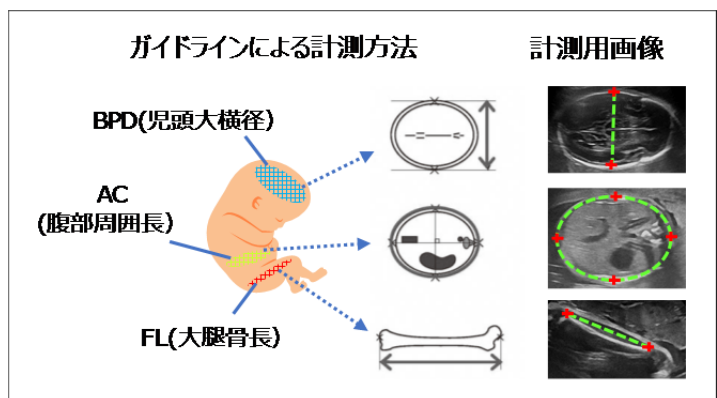 ガイドラインによる計測方法
計測用画像
BPD(児頭大横径)
AC
(腹部周囲長)
FL(大腿骨長)